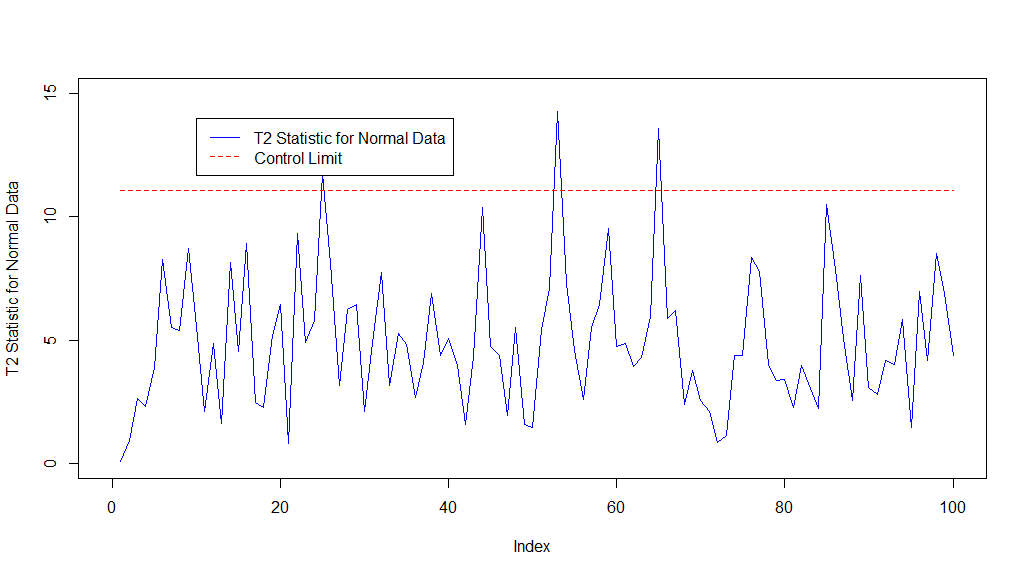 15
10
5
0
T2 Statistic for Normal Data
T2 Statistic for Normal Data
Control Limit
0 20 40 60 80 100
Index